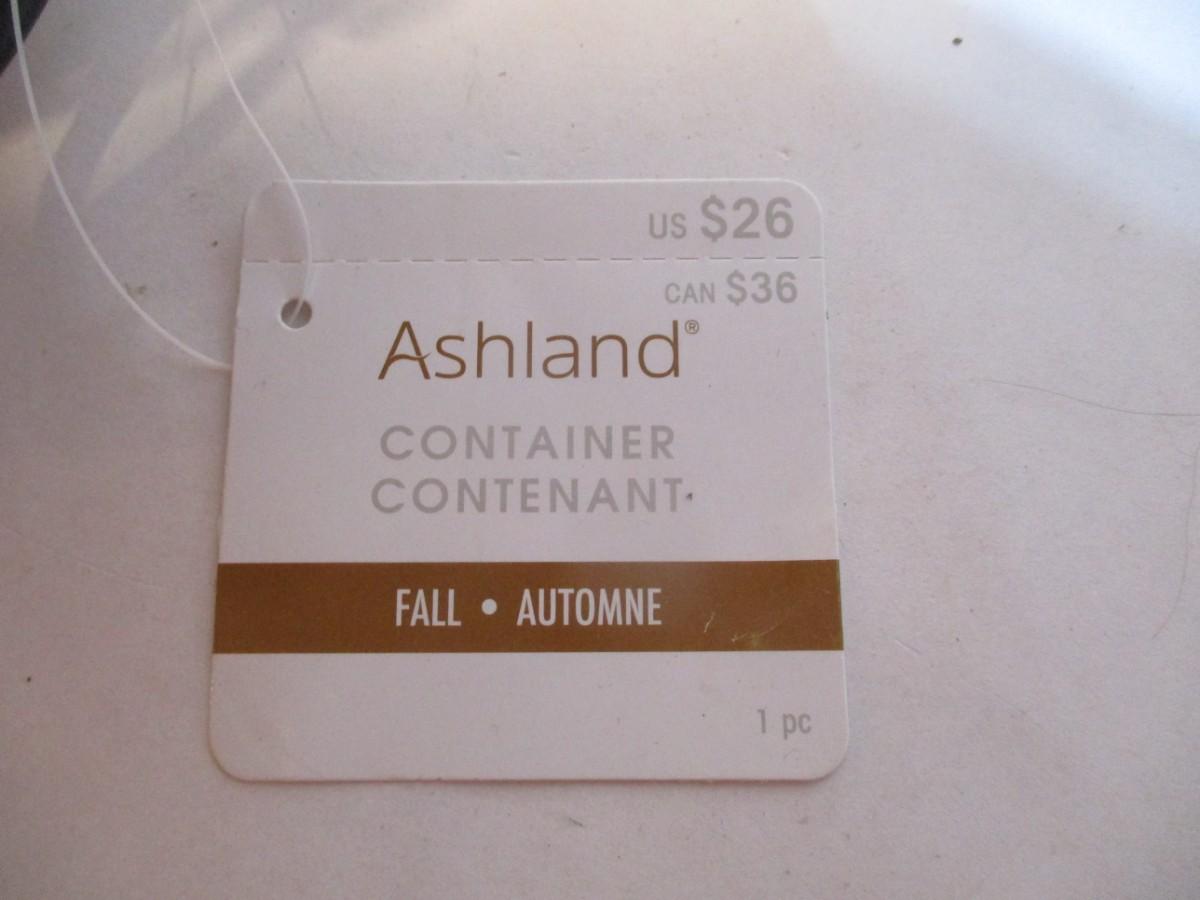 US $26
CAN $36
Ashland®
CONTAINER
CONTENANT
FALL • AUTOMNE
1 pc